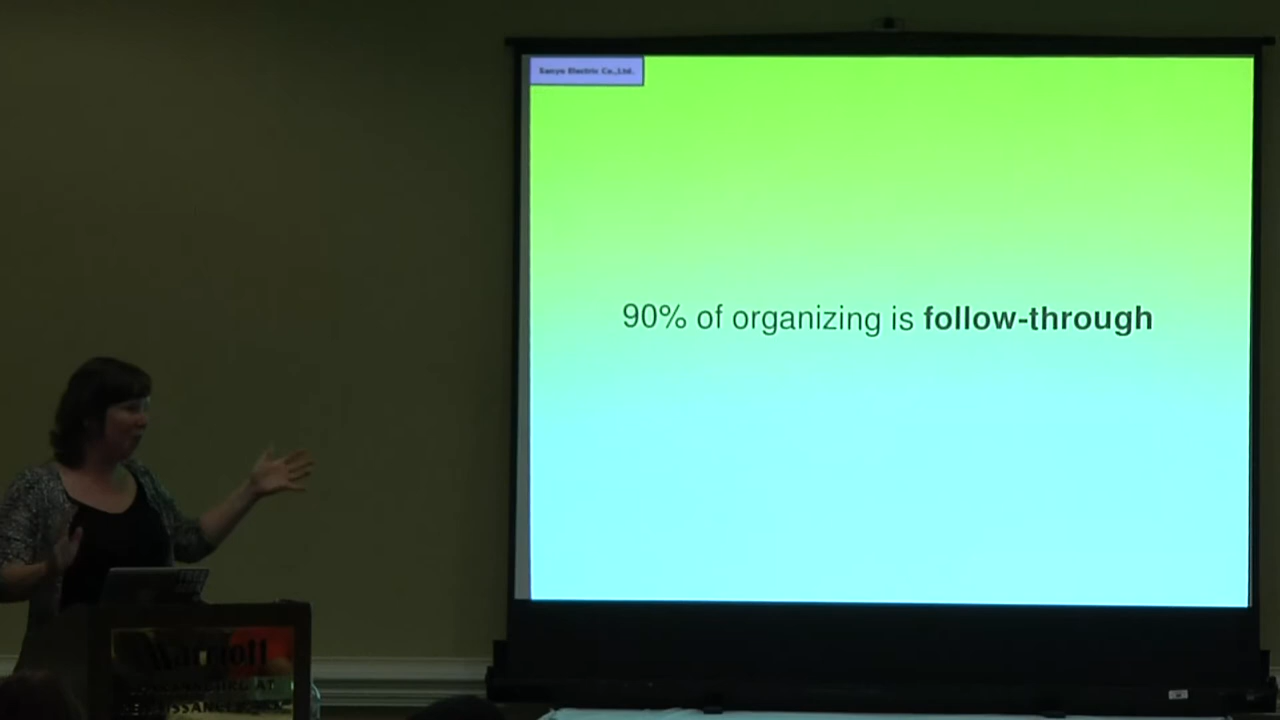 Sanyo Electric Co.,Ltd.
90% of organizing is follow-through
Marriott